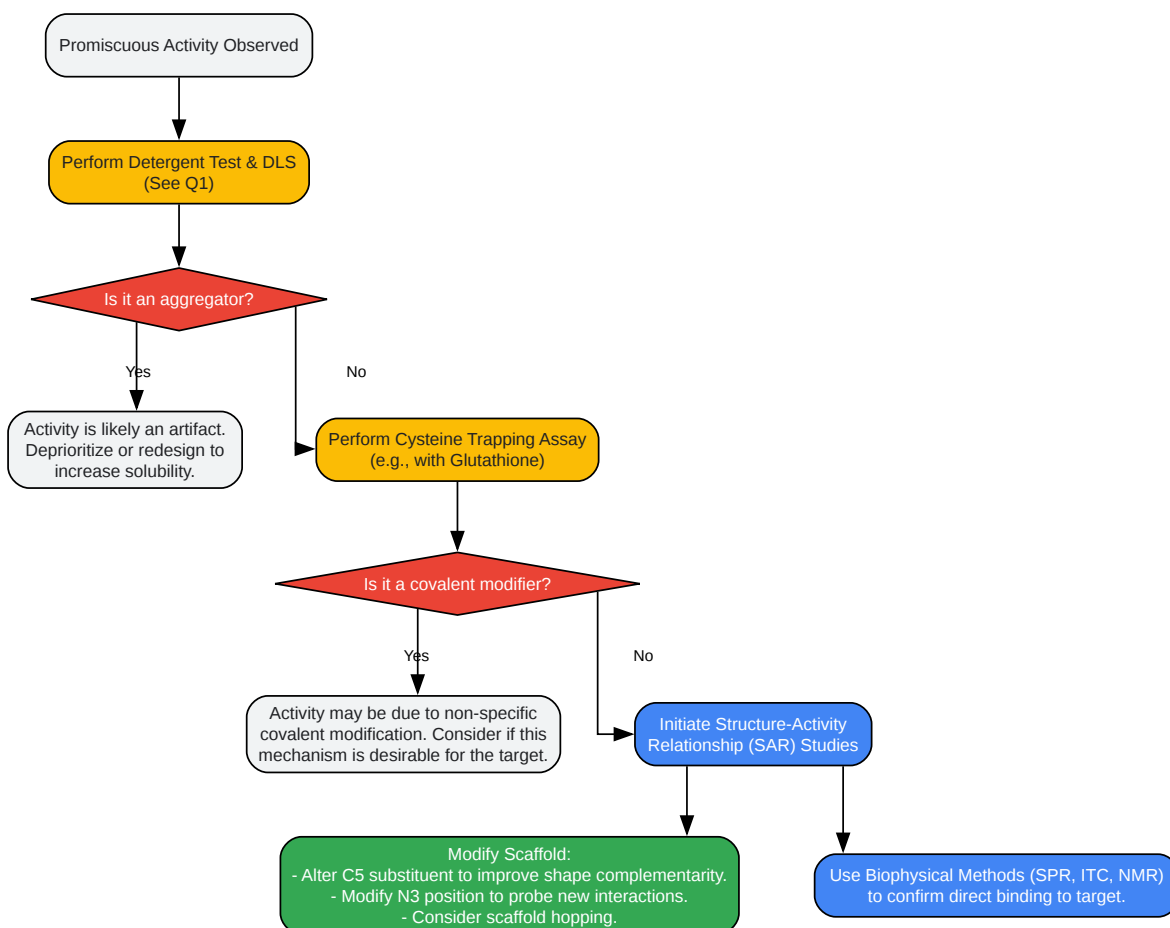 Promiscuous Activity Observed
Perform Detergent Test & DLS
(See Q1)
Is it an aggregator?
Yes
No
Activity is likely an artifact.
Deprioritize or redesign to
increase solubility.
Perform Cysteine Trapping Assay
(e.g., with Glutathione)
Is it a covalent modifier?
Yes
No
Activity may be due to non-specific
covalent modification. Consider if this
mechanism is desirable for the target.
Initiate Structure-Activity
Relationship (SAR) Studies
Modify Scaffold:
- Alter C5 substituent to improve shape complementarity.
- Modify N3 position to probe new interactions.
- Consider scaffold hopping.
Use Biophysical Methods (SPR, ITC, NMR)
to confirm direct binding to target.